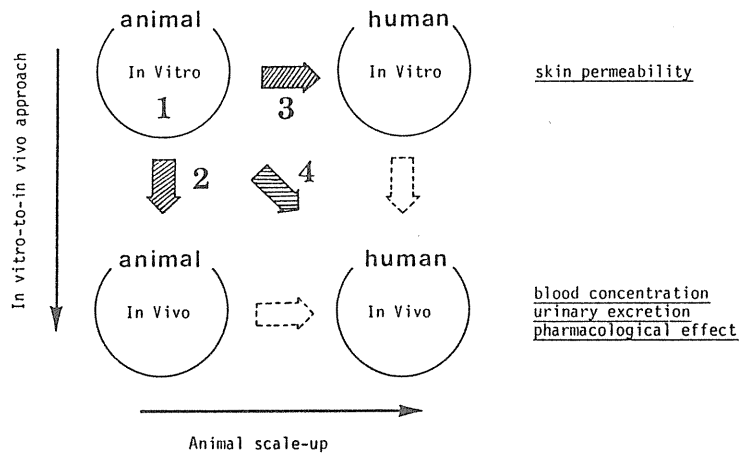 animal
human
In Vitro
In Vitro
skin permeability
1
3
2
4
In vitro-to-in vivo approach
animal
human
In Vivo
In Vivo
blood concentration
urinary excretion
pharmacological effect
Animal scale-up